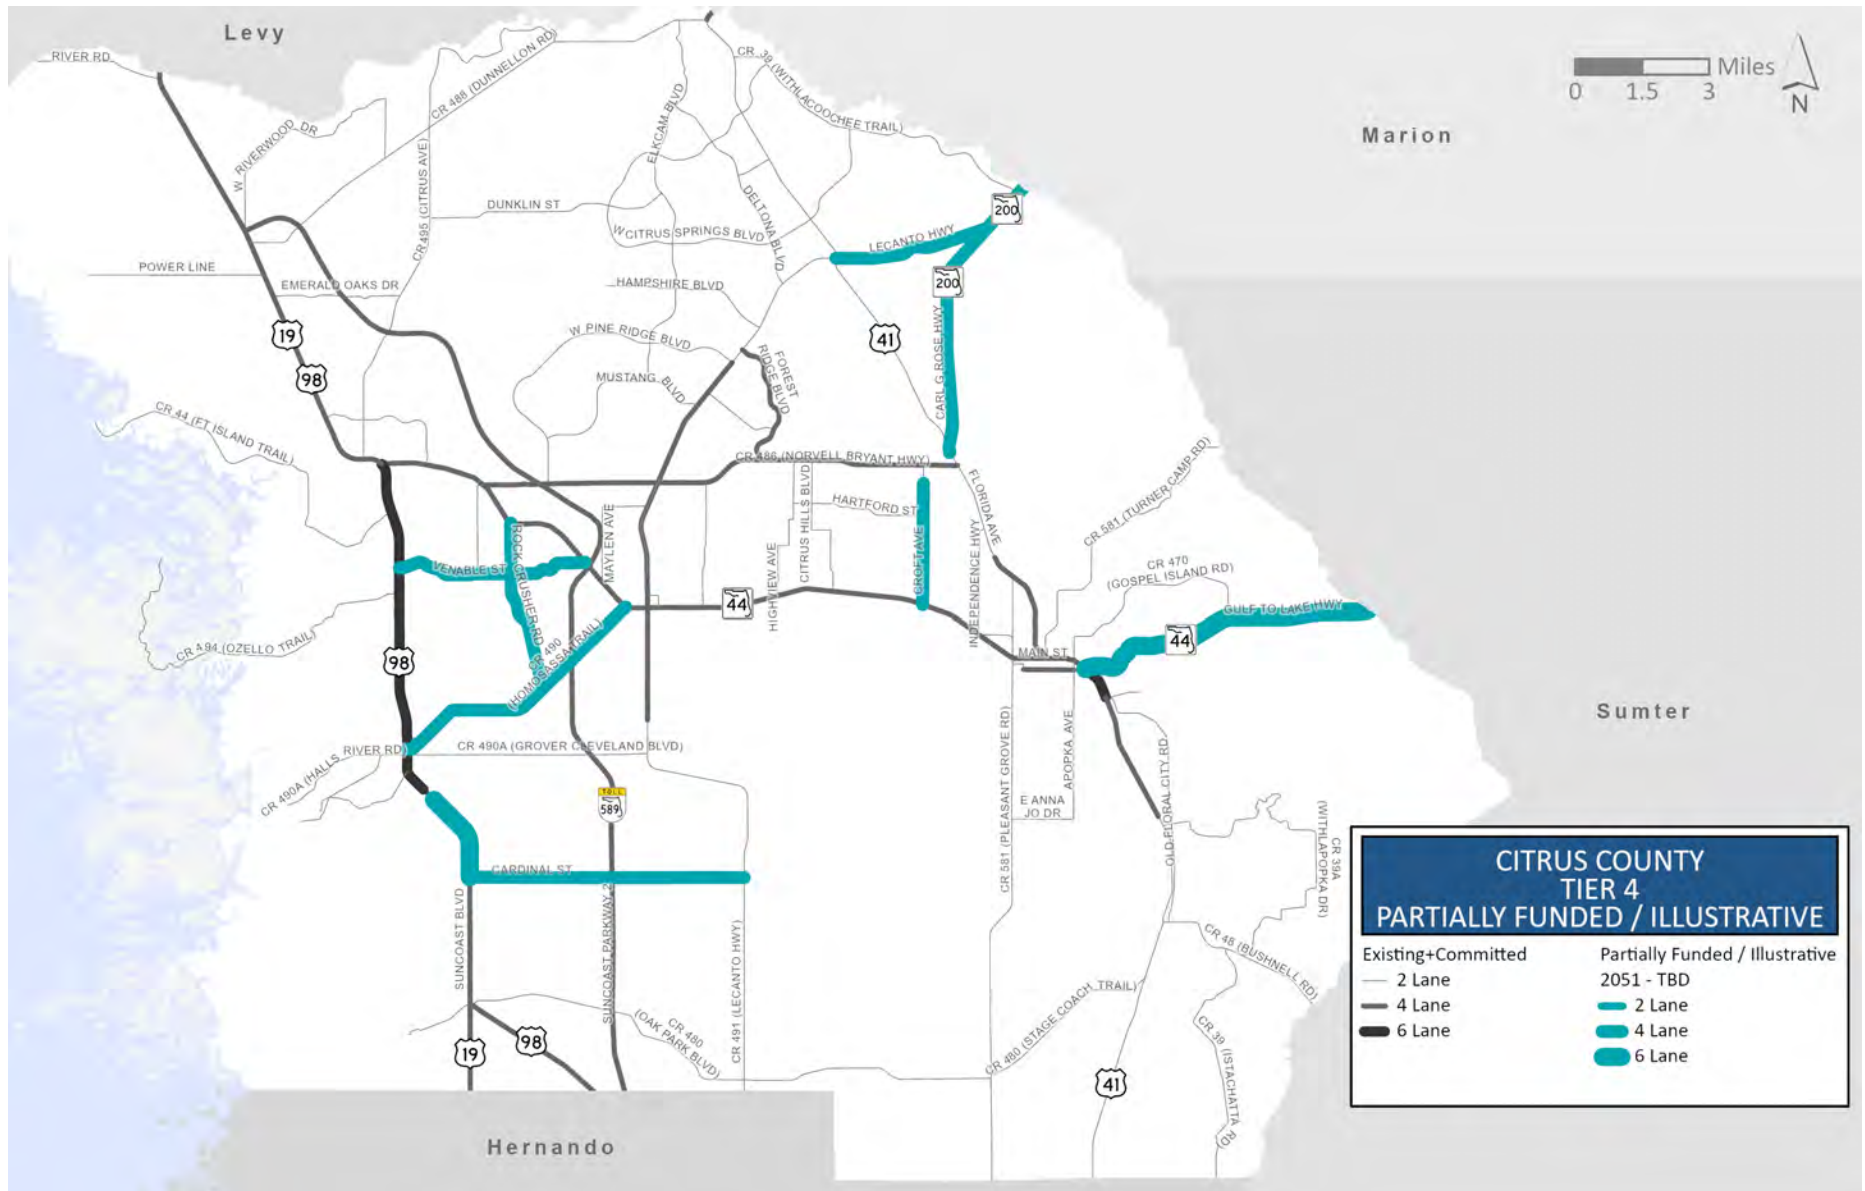 Levy
RIVER RD
CR 488 (DUNNELLON RD)
CR 39 (WITHLACOOCHEE TRAIL)
Miles
0 1.5 3
N
Marion
W RIVERWOOD DR
ELKCAM BLVD
CR 495 (CITRUS AVE)
DUNKLIN ST
DELTONA BLVD
200
W CITRUS SPRINGS BLVD
LECANTO HWY
POWER LINE
EMERALD OAKS DR
HAMPSHIRE BLVD
200
19
W PINE RIDGE BLVD
41
98
MUSTANG BLVD
FOREST
RIDGE BLVD
CARL G ROSE HWY
CR 44 (FT ISLAND TRAIL)
CR 486 (NORVELL BRYANT HWY)
CR 581 (TURNER CAMP RD)
FLORIDA AVE
CITRUS HILLS BLVD
HARTFORD ST
MAYLEN AVE
HIGHVIEW AVE
CROFT AVE
INDEPENDENCE HWY
ROCK CRUSHER RD
VENABLE ST
CR 470
(GOSPEL ISLAND RD)
44
GULF TO LAKE HWY
CR 494 (OZELLO TRAIL)
CR 490
(HOMOSASSA TRAIL)
44
MAIN ST
98
Sumter
CR 490A (HALLS RIVER RD)
CR 490A (GROVER CLEVELAND BLVD)
CR 581 (PLEASANT GROVE RD)
APOPKA AVE
OLD FLORAL CITY RD
TOLL
589
E ANNA
JO DR
CR 39A
(WITHLAPOPKA DR)
CARDINAL ST
SUNCOAST BLVD
SUNCOAST PARKWAY 2
CR 491 (LECANTO HWY)
CR 48 (BUSHNELL RD)
CR 480
(OAK PARK BLVD)
CR 480 (STAGE COACH TRAIL)
CR 39 (ISTACHATTA RD)
19
98
41
Hernando
CITRUS COUNTY
TIER 4
PARTIALLY FUNDED / ILLUSTRATIVE
Existing+Committed
2 Lane
4 Lane
6 Lane
Partially Funded / Illustrative
2051 - TBD
2 Lane
4 Lane
6 Lane